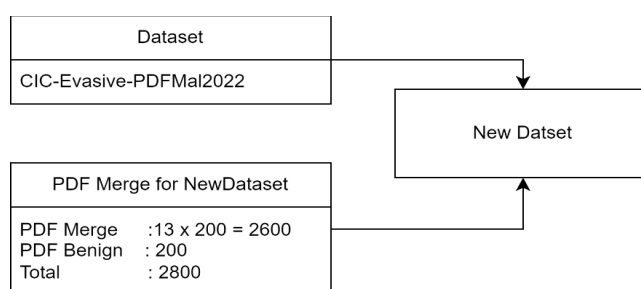 Dataset
CIC-Evasive-PDFMal2022
New Datset
PDF Merge for NewDataset
PDF Merge :13 x 200 = 2600
PDF Benign : 200
Total : 2800